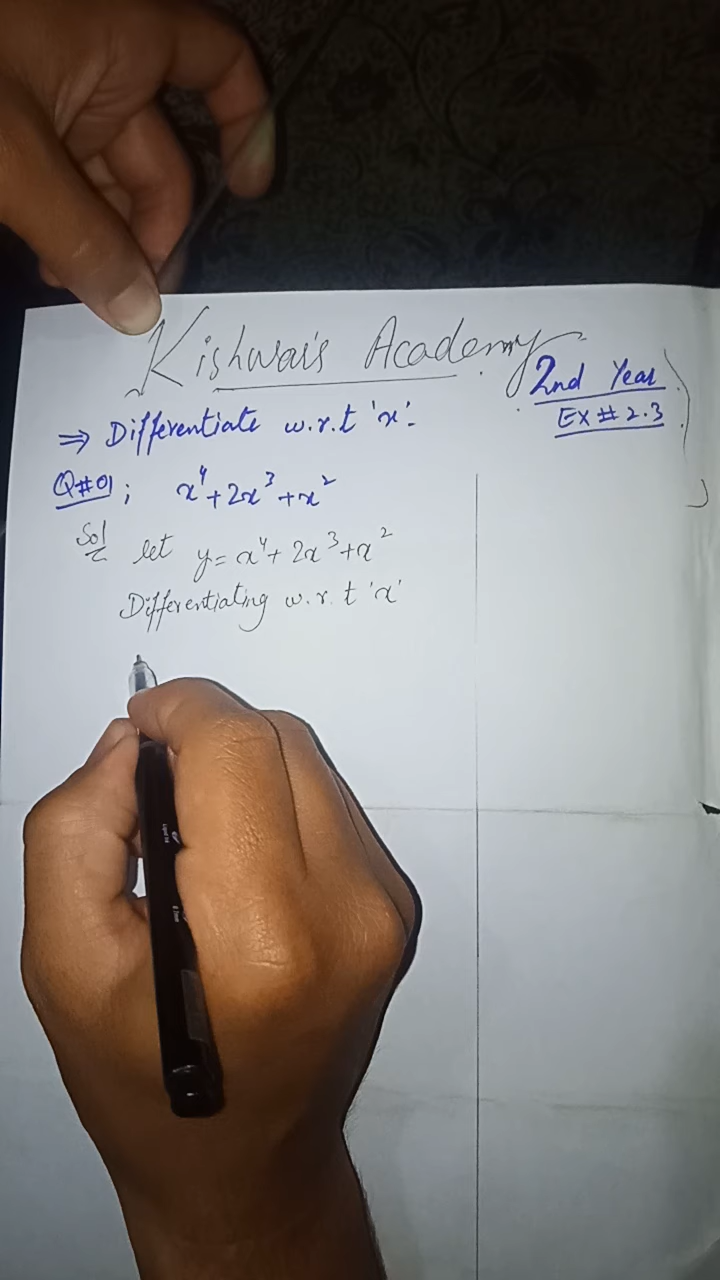 Kishwar's Academy
2nd Year
EX # 2.3
⇒ Differentiate w.r.t 'x'.
Q#01; x⁴+2x³+x²
Sol let y = x⁴+2x³+x²
Differentiating w.r.t 'x'